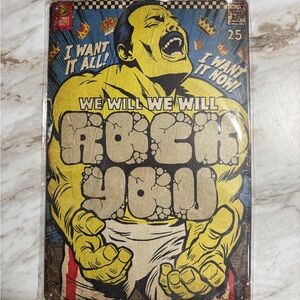 25
I WANT
IT ALL!
I WANT
IT NOW!
WE WILL WE WILL
ROCK
YOU